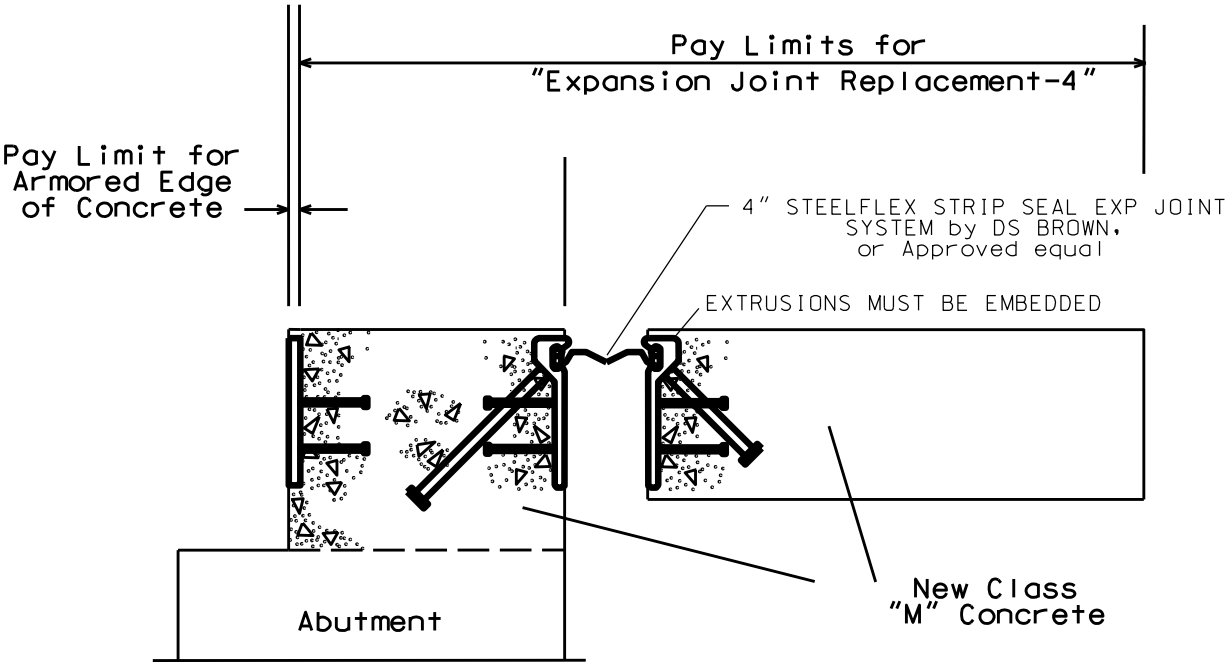 Pay Limits for
"Expansion Joint Replacement-4"
Pay Limit for
Armored Edge
of Concrete
4" STEELFLEX STRIP SEAL EXP JOINT
SYSTEM by DS BROWN,
or Approved equal
EXTRUSIONS MUST BE EMBEDDED
New Class
"M" Concrete
Abutment